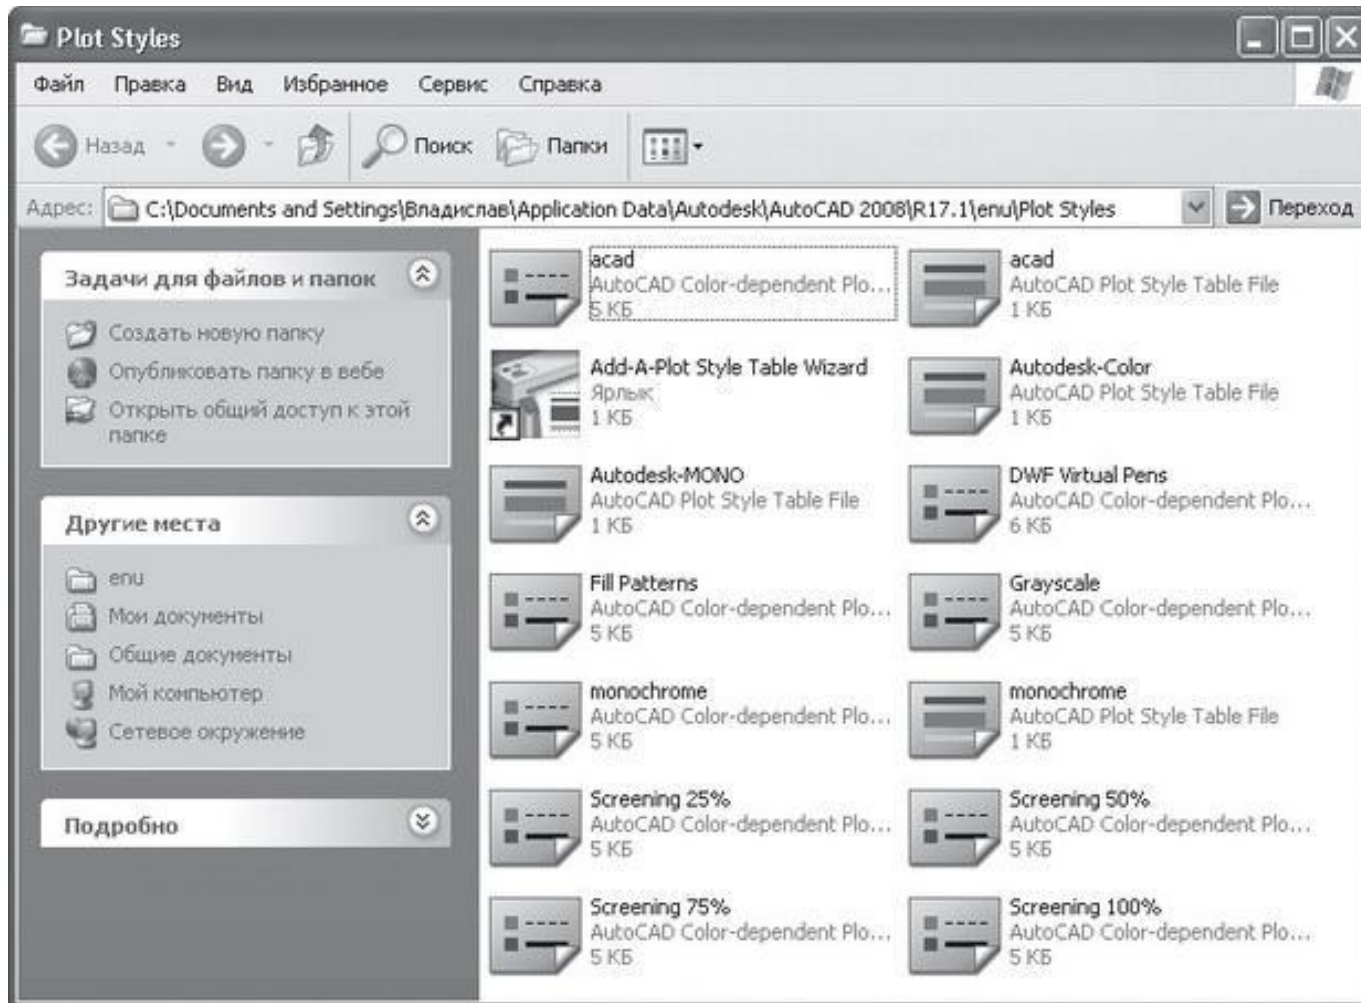 Plot Styles
Файл Правка Вид Избранное Сервис Справка
Назад Поиск Папки
Адрес: C:\Documents and Settings\Владислав\Application Data\Autodesk\AutoCAD 2008\R17.1\enu\Plot Styles Переход
Задачи для файлов и папок
Создать новую папку
Опубликовать папку в вебе
Открыть общий доступ к этой
папке
Другие места
enu
Мои документы
Общие документы
Мой компьютер
Сетевое окружение
Подробно
acad
AutoCAD Color-dependent Plo...
5 КБ
acad
AutoCAD Plot Style Table File
1 КБ
Add-A-Plot Style Table Wizard
Ярлык
1 КБ
Autodesk-Color
AutoCAD Plot Style Table File
1 КБ
Autodesk-MONO
AutoCAD Plot Style Table File
1 КБ
DWF Virtual Pens
AutoCAD Color-dependent Plo...
6 КБ
Fill Patterns
AutoCAD Color-dependent Plo...
5 КБ
Grayscale
AutoCAD Color-dependent Plo...
5 КБ
monochrome
AutoCAD Color-dependent Plo...
5 КБ
monochrome
AutoCAD Plot Style Table File
1 КБ
Screening 25%
AutoCAD Color-dependent Plo...
5 КБ
Screening 50%
AutoCAD Color-dependent Plo...
5 КБ
Screening 75%
AutoCAD Color-dependent Plo...
5 КБ
Screening 100%
AutoCAD Color-dependent Plo...
5 КБ